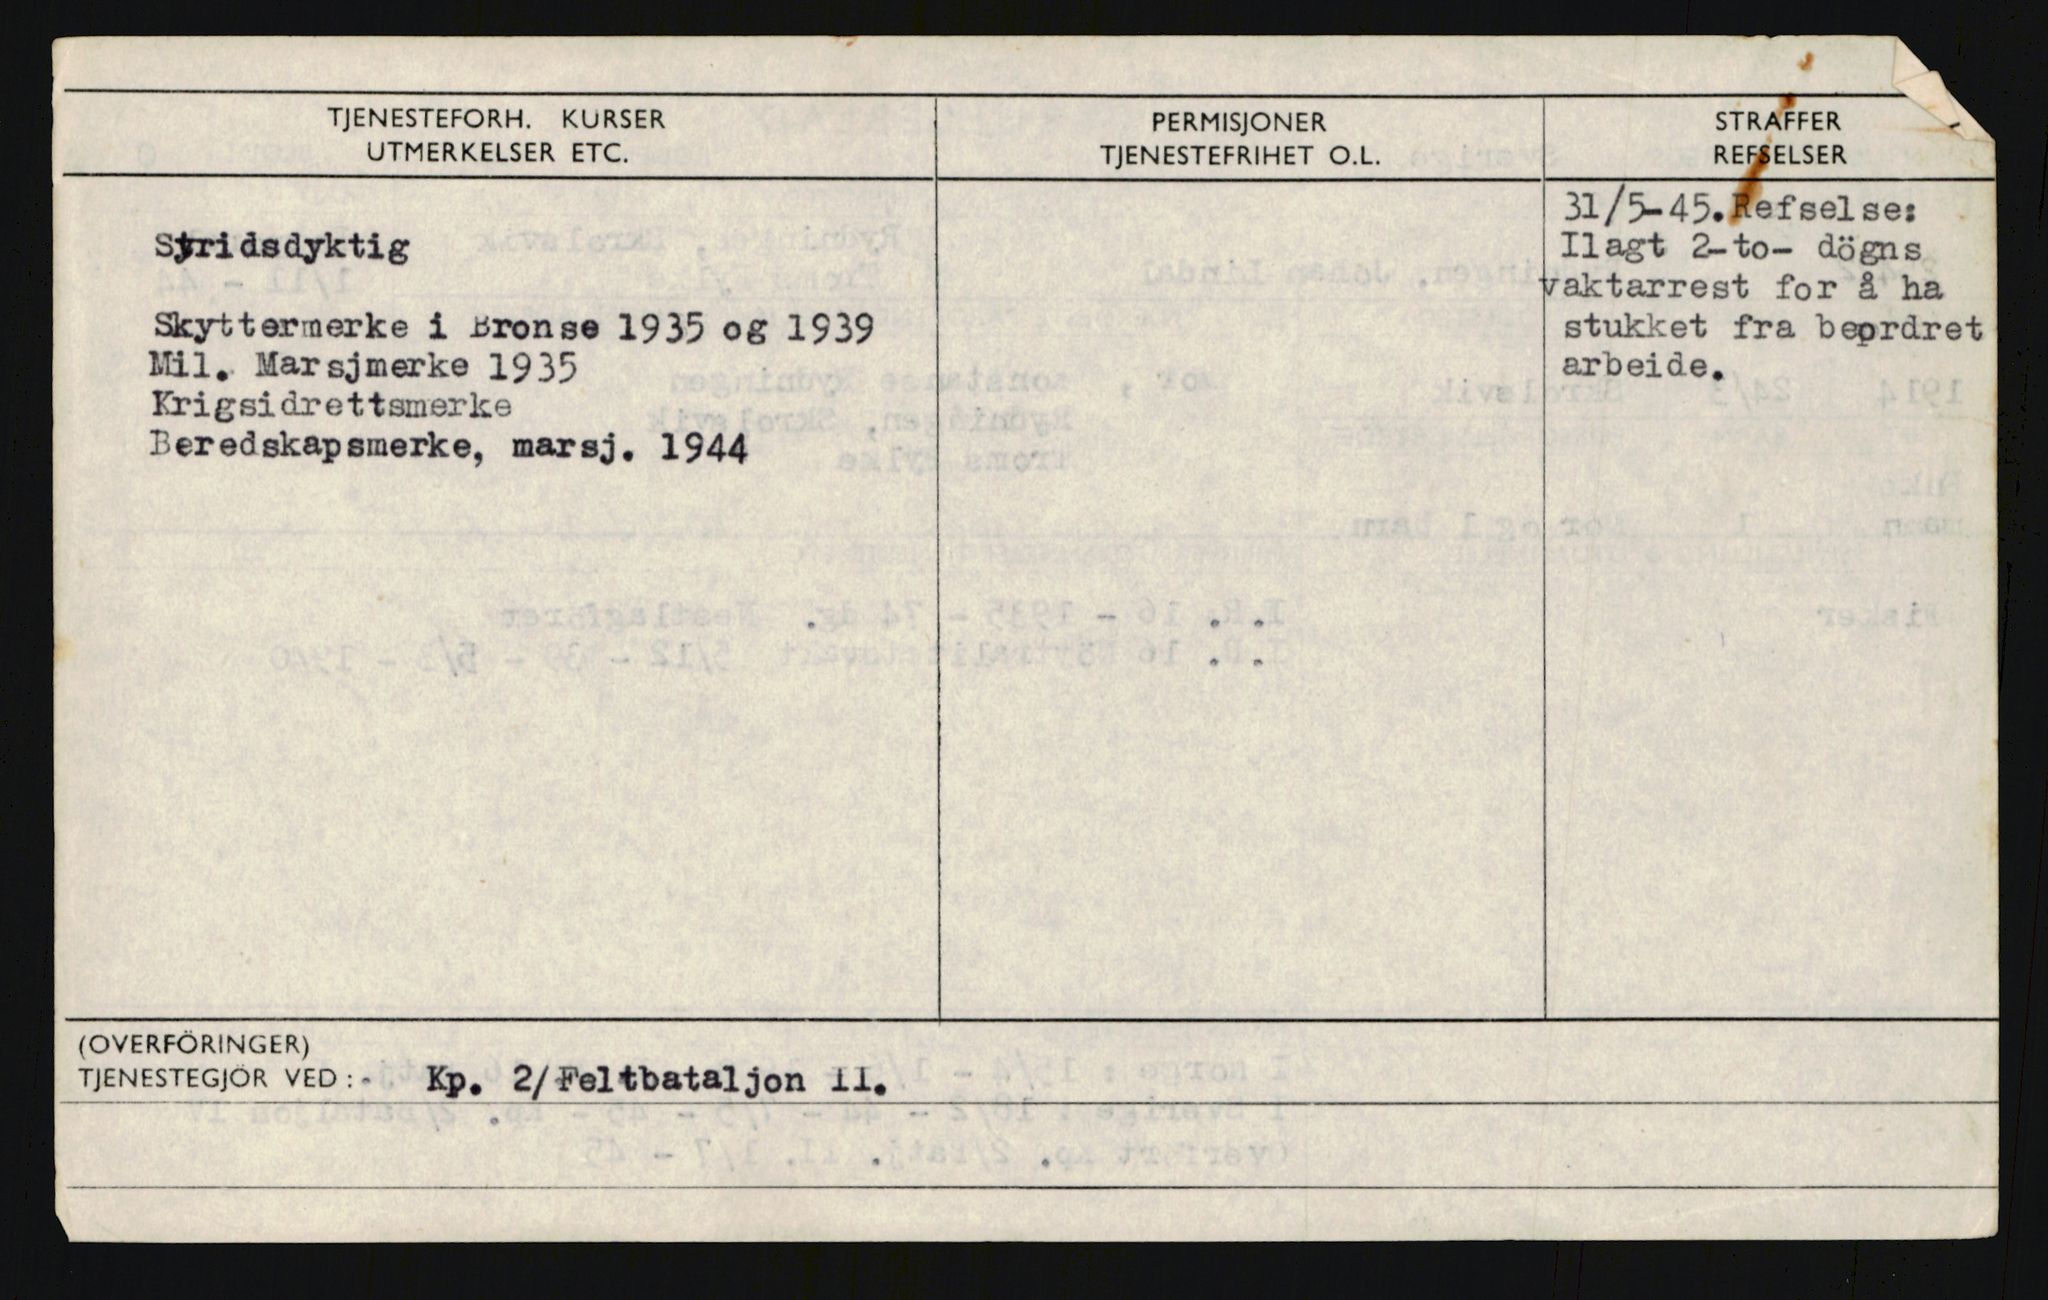 TJENESTEFORH. KURSER
UTMERKELSER ETC.
PERMISJONER
TJENESTEFRIHET O.L.
STRAFFER
REFSELSER
Stridsdyktig
Skyttermerke i Bronse 1935 og 1939
Mil. Marsjmerke 1935
Krigsidrettsmerke
Beredskapsmerke, marsj. 1944
31/5-45. Refselse:
Ilagt 2-to- dögns
vaktarrest for å ha
stukket fra beordret
arbeide.
(OVERFÖRINGER)
TJENESTEGJÖR VED: Kp. 2/Feltbataljon II.